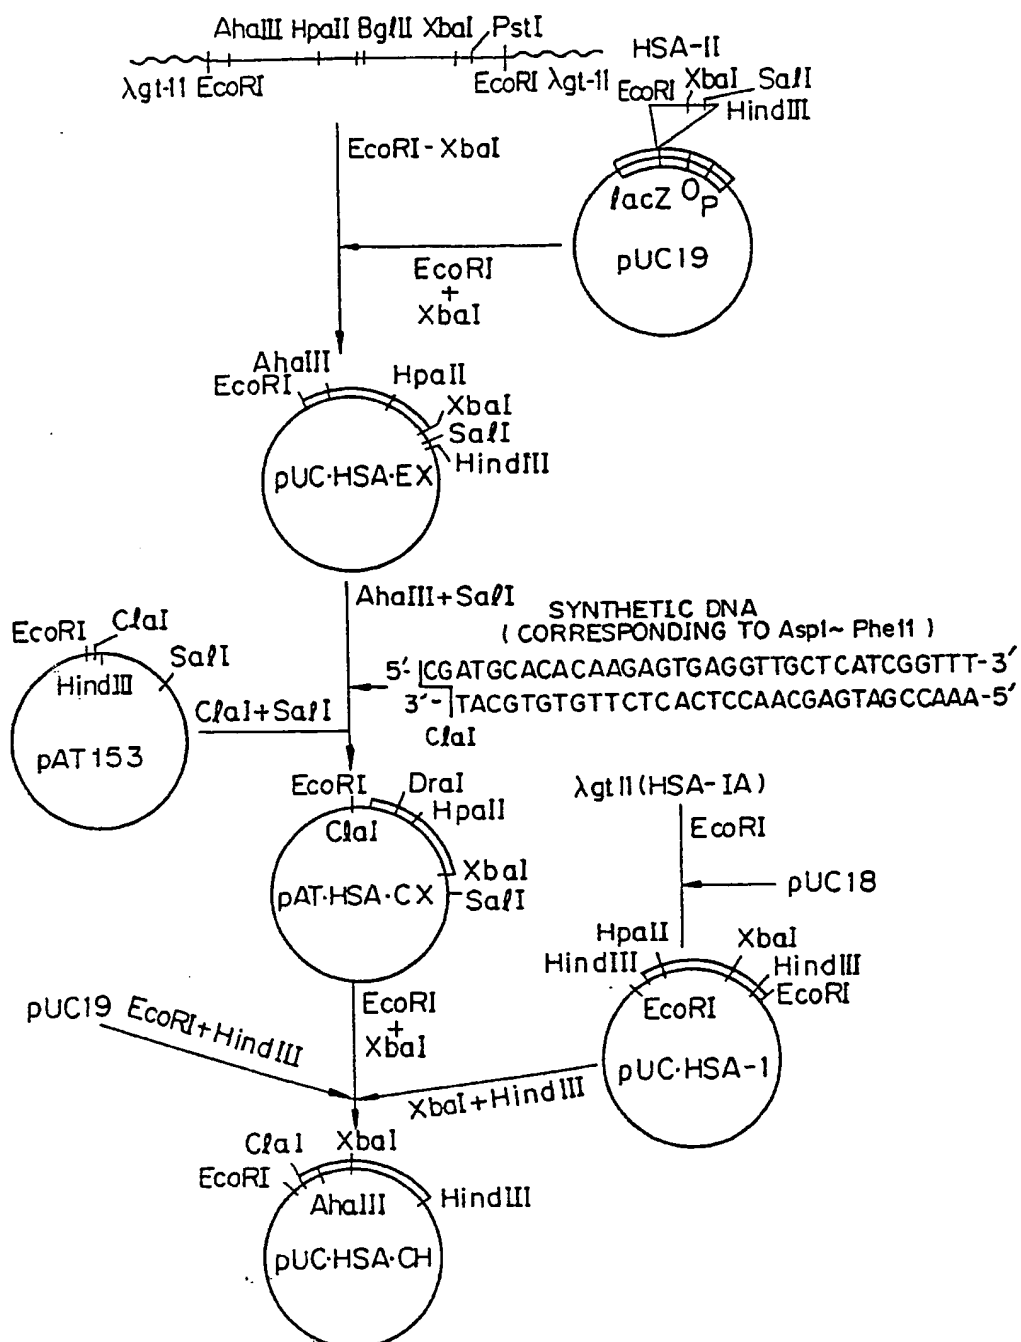 AhaIII HpaII BglII XbaI PstI
λgt-11 EcoRI EcoRI λgt-11
HSA-II
EcoRI XbaI SalI
HindIII
lacZ O P
pUC19
EcoRI-XbaI
EcoRI
+
XbaI
AhaIII
EcoRI
HpaII
XbaI
SalI
HindIII
pUC·HSA·EX
AhaIII+SalI
SYNTHETIC DNA
( CORRESPONDING TO Asp1~ Phe11 )
5'-CGATGCACACAAGAGTGAGGTTGCTCATCGGTTT-3'
3'-TACGTGTGTTCTCACTCCAACGAGTAGCCAAA-5'
ClaI
EcoRI ClaI
SalI
HindIII
pAT153
ClaI+SalI
EcoRI DraI
HpaII
ClaI
XbaI
SalI
pAT·HSA·CX
λgt11(HSA-IA)
EcoRI
pUC18
HpaII XbaI
HindIII HindIII
EcoRI EcoRI
pUC·HSA-1
EcoRI
+
XbaI
pUC19 EcoRI+HindIII
XbaI+HindIII
ClaI XbaI
EcoRI
AhaIII
HindIII
pUC·HSA·CH